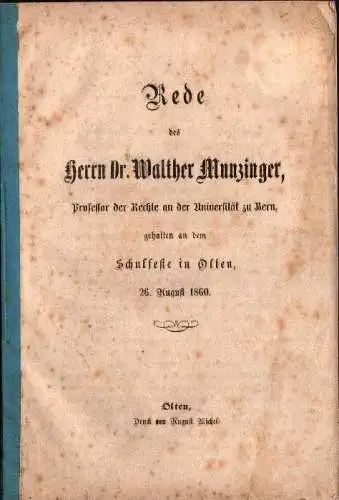 Rede
des
Herrn Dr. Walther Munzinger,
Professor der Rechte an der Universität zu Bern,
gehalten an dem
Schulfeste in Olten,
26. August 1860.
Olten,
Druck von August Michel.